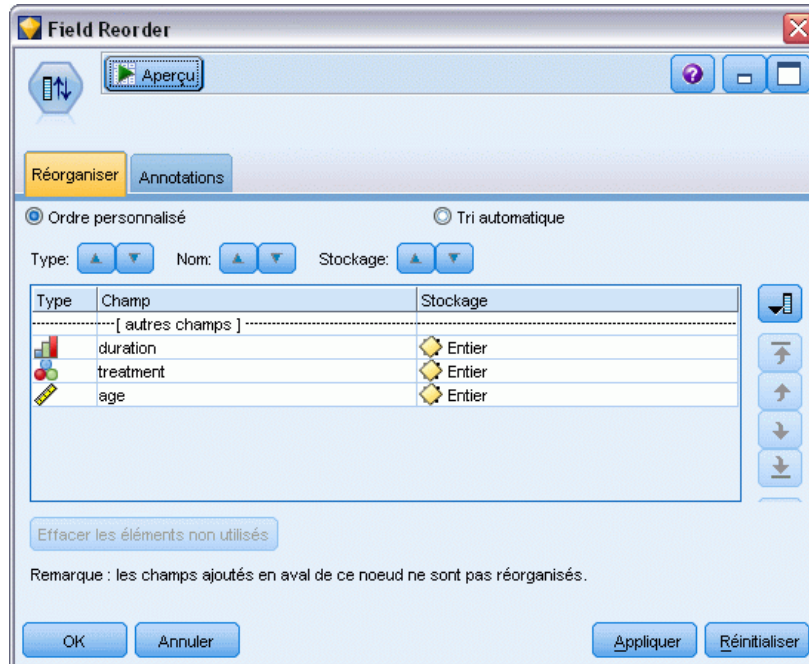 Field Reorder
Aperçu
Réorganiser Annotations
Ordre personnalisé Tri automatique
Type: Nom: Stockage:
Type Champ Stockage
[ autres champs ]
duration Entier
treatment Entier
age Entier
Effacer les éléments non utilisés
Remarque : les champs ajoutés en aval de ce noeud ne sont pas réorganisés.
OK Annuler Appliquer Réinitialiser